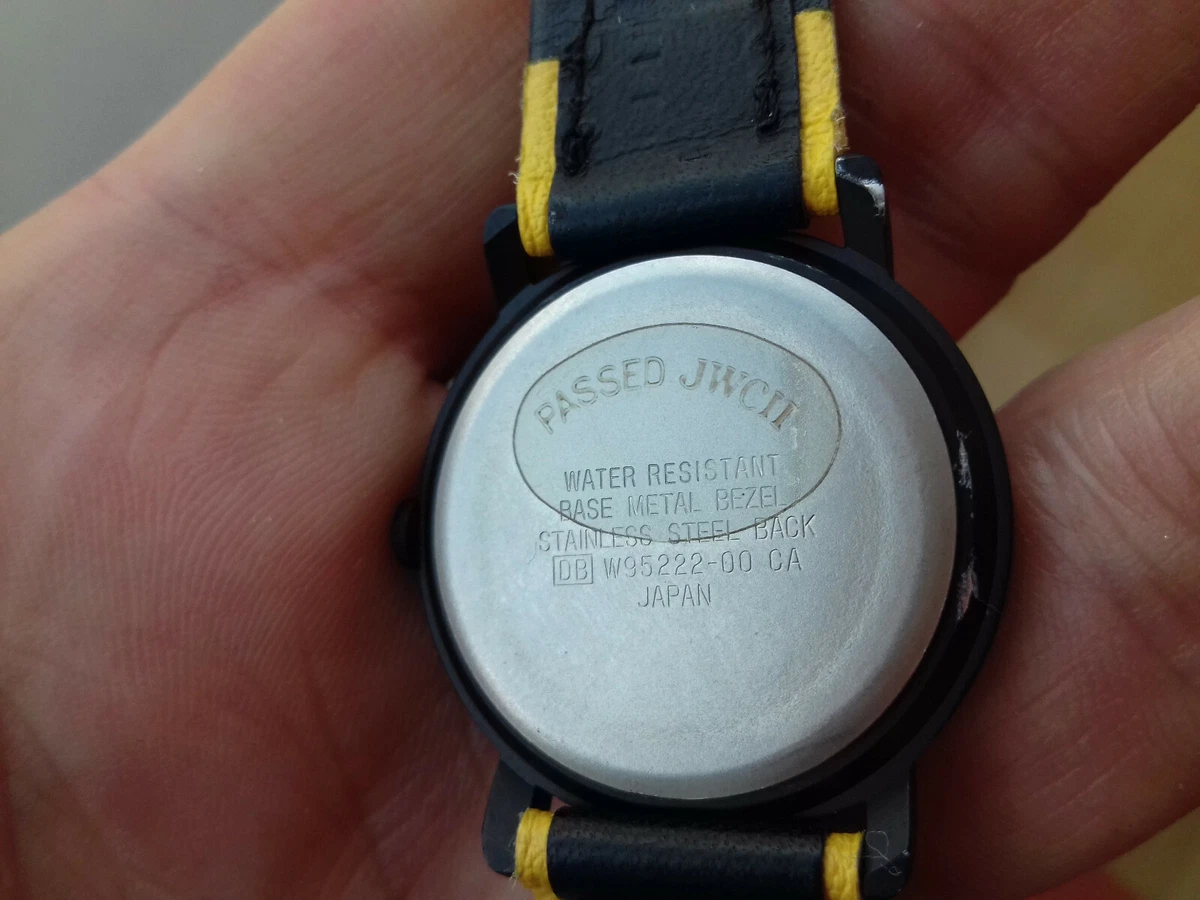 PASSED JWCII
WATER RESISTANT
BASE METAL BEZEL
STAINLESS STEEL BACK
DB W95222-00 CA
JAPAN